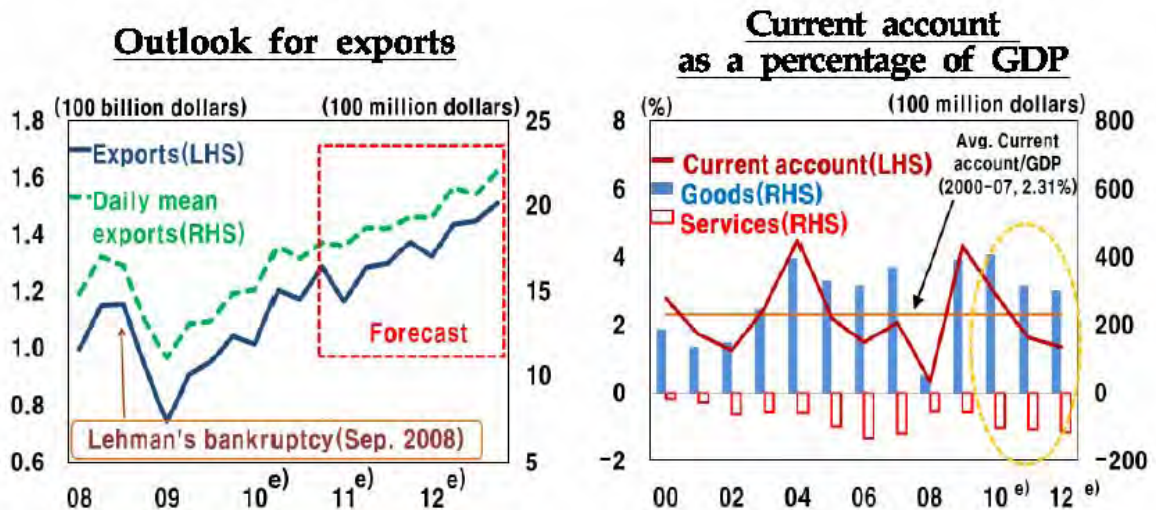 Outlook for exports
(100 billion dollars)
(100 million dollars)
1.8
1.6
1.4
1.2
1.0
0.8
0.6
25
20
15
10
5
Exports(LHS)
Daily mean
exports(RHS)
Forecast
Lehman's bankruptcy(Sep. 2008)
08 09 10e) 11e) 12e)
Current account
as a percentage of GDP
(%)
(100 million dollars)
8
6
4
2
0
−2
800
600
400
200
0
−200
Avg. Current
account/GDP
(2000−07, 2.31%)
Current account(LHS)
Goods(RHS)
Services(RHS)
00 02 04 06 08 10 e) 12 e)